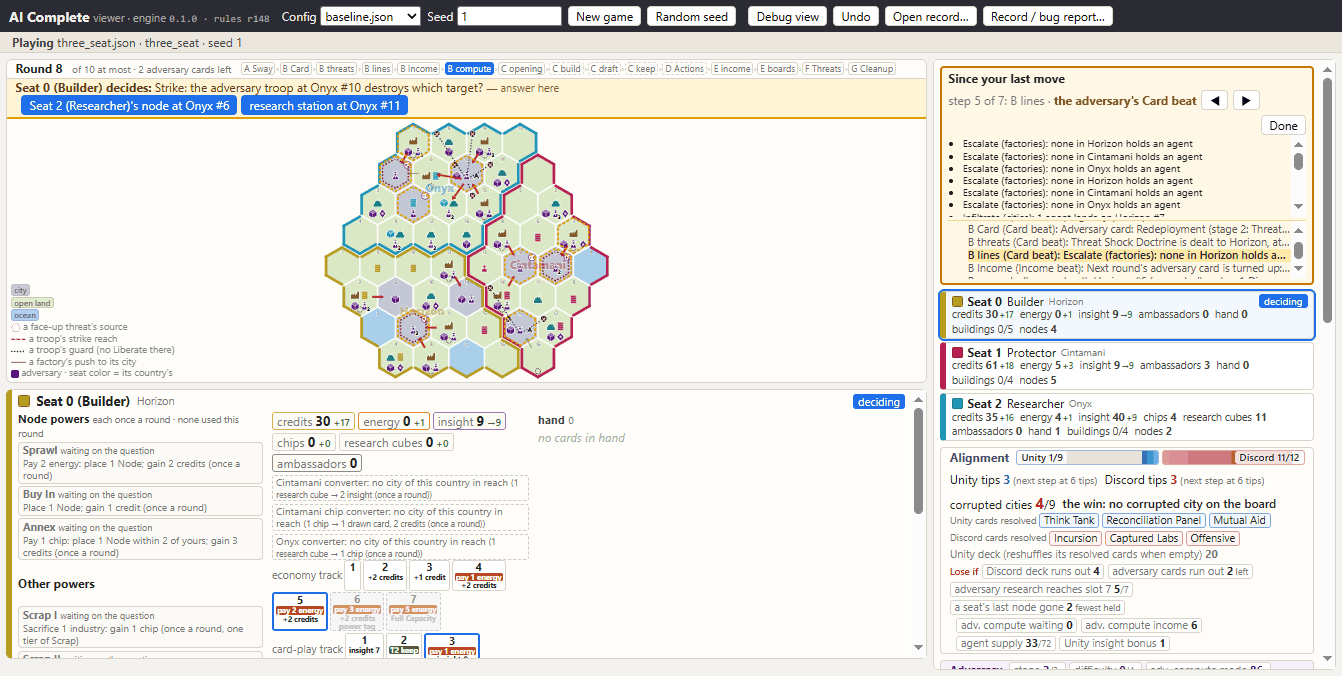 AI Complete viewer · engine 0.1.0 · rules r148 Config baseline.json Seed 1 New game Random seed Debug view Undo Open record... Record / bug report...
Playing three_seat.json · three_seat · seed 1
Round 8 of 10 at most · 2 adversary cards left A Sway B Card B threats B lines B Income B compute C opening C build C draft C keep D Actions E income E boards F Threats G Cleanup
Seat 0 (Builder) decides: Strike: the adversary troop at Onyx #10 destroys which target? — answer here
Seat 2 (Researcher)'s node at Onyx #6 research station at Onyx #11
Onyx
Cintamani
Horizon
city
open land
ocean
a face-up threat's source
a troop's strike reach
a troop's guard (no Liberate there)
a factory's push to its city
adversary · seat color = its country's
Seat 0 (Builder) Horizon deciding
Node powers each once a round · none used this round
Sprawl waiting on the question
Pay 2 energy: place 1 Node; gain 2 credits (once a round)
Buy In waiting on the question
Place 1 Node; gain 1 credit (once a round)
Annex waiting on the question
Pay 1 chip: place 1 Node within 2 of yours; gain 3 credits (once a round)
Other powers
Scrap I waiting on the question
Sacrifice 1 industry: gain 1 chip (once a round, one tier of Scrap)
credits 30 +17 energy 0 +1 insight 9 →9
chips 0 +0 research cubes 0 +0
ambassadors 0
Cintamani converter: no city of this country in reach (1 research cube → 2 insight (once a round))
Cintamani chip converter: no city of this country in reach (1 chip → 1 drawn card, 2 credits (once a round))
Onyx converter: no city of this country in reach (1 research cube → 1 chip (once a round))
economy track 1
2 +2 credits
3 +1 credit
4 pay 1 energy +2 credits
5 pay 2 energy +2 credits
6 pay 3 energy +2 credits power tag
7 pay 5 energy Full Capacity
card-play track 1 insight 7
2 T2 keep
3 pay 1 energy
hand 0
no cards in hand
Since your last move
step 5 of 7: B lines · the adversary's Card beat ◀ ▶
Done
Escalate (factories): none in Horizon holds an agent
Escalate (factories): none in Cintamani holds an agent
Escalate (factories): none in Onyx holds an agent
Escalate (factories): none in Horizon holds an agent
Escalate (factories): none in Cintamani holds an agent
Escalate (factories): none in Onyx holds an agent
B Card (Card beat): Adversary card: Redeployment (stage 2: Threat...
B threats (Card beat): Threat Shock Doctrine is dealt to Horizon, at...
B lines (Card beat): Escalate (factories): none in Horizon holds a...
B Income (Income beat): Next round's adversary card is turned up:...
Seat 0 Builder Horizon deciding
credits 30 +17 energy 0 +1 insight 9 →9 ambassadors 0 hand 0
buildings 0/5 nodes 4
Seat 1 Protector Cintamani
credits 61 +18 energy 5 +3 insight 9 →9 ambassadors 3 hand 0
buildings 0/4 nodes 5
Seat 2 Researcher Onyx
credits 35 +16 energy 4 +1 insight 40 →9 chips 4 research cubes 11
ambassadors 0 hand 1 buildings 0/4 nodes 2
Alignment Unity 1/9 Discord 11/12
Unity tips 3 (next step at 6 tips) Discord tips 3 (next step at 6 tips)
corrupted cities 4/9 the win: no corrupted city on the board
Unity cards resolved Think Tank Reconciliation Panel Mutual Aid
Discord cards resolved Incursion Captured Labs Offensive
Unity deck (reshuffles its resolved cards when empty) 20
Lose if Discord deck runs out 4 adversary cards run out 2 left
adversary research reaches slot 7 5/7
a seat's last node gone 2 fewest held
adv. compute waiting 0 adv. compute income 6
agent supply 33/72 Unity insight bonus 1